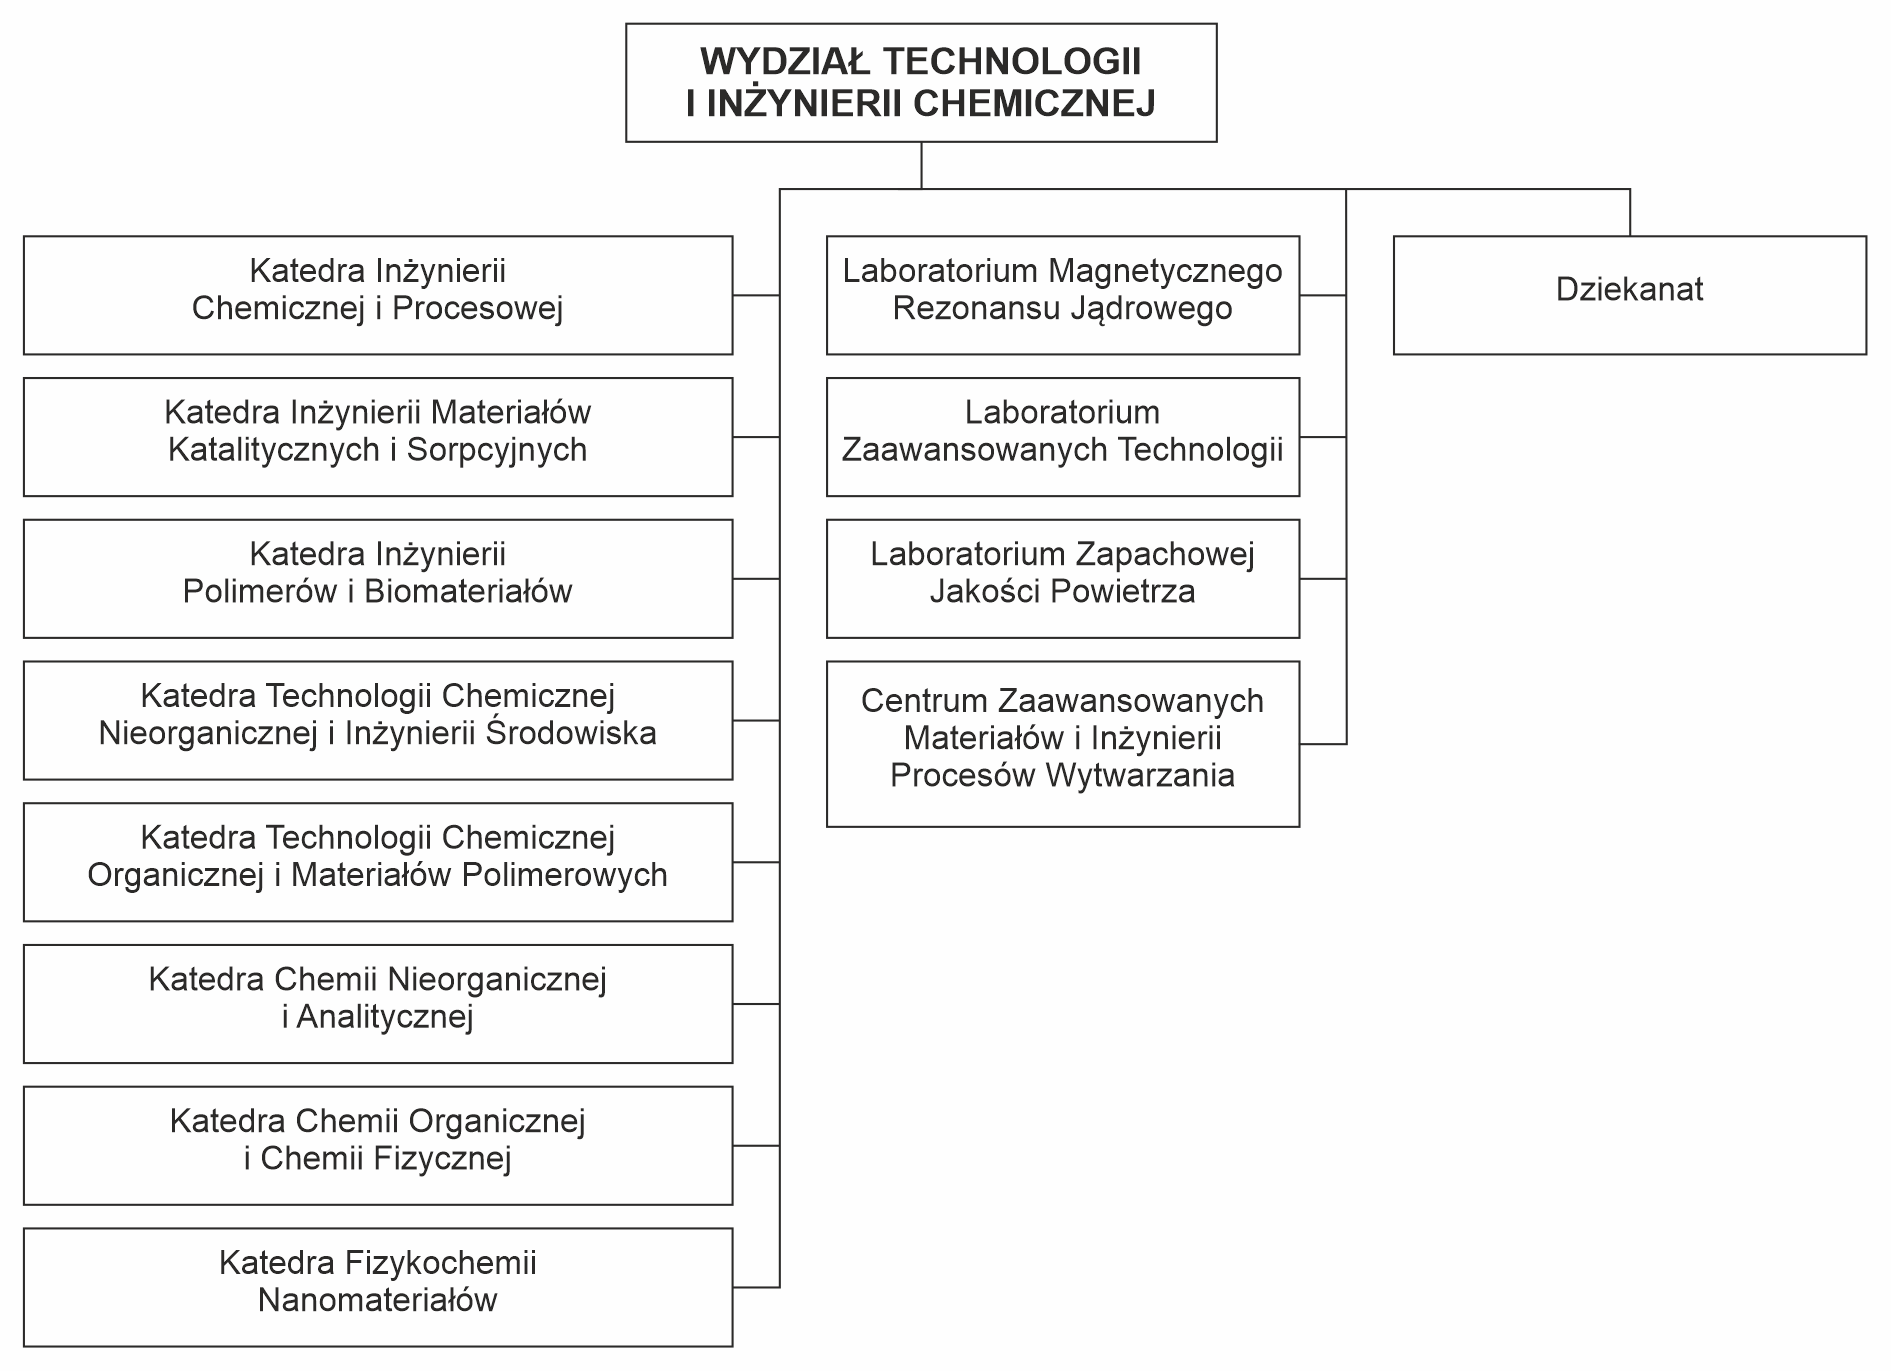 WYDZIAŁ TECHNOLOGII
I INŻYNIERII CHEMICZNEJ
Katedra Inżynierii
Chemicznej i Procesowej
Katedra Inżynierii Materiałów
Katalitycznych i Sorpcyjnych
Katedra Inżynierii
Polimerów i Biomateriałów
Katedra Technologii Chemicznej
Nieorganicznej i Inżynierii Środowiska
Katedra Technologii Chemicznej
Organicznej i Materiałów Polimerowych
Katedra Chemii Nieorganicznej
i Analitycznej
Katedra Chemii Organicznej
i Chemii Fizycznej
Katedra Fizykochemii
Nanomateriałów
Laboratorium Magnetycznego
Rezonansu Jądrowego
Laboratorium
Zaawansowanych Technologii
Laboratorium Zapachowej
Jakości Powietrza
Centrum Zaawansowanych
Materiałów i Inżynierii
Procesów Wytwarzania
Dziekanat